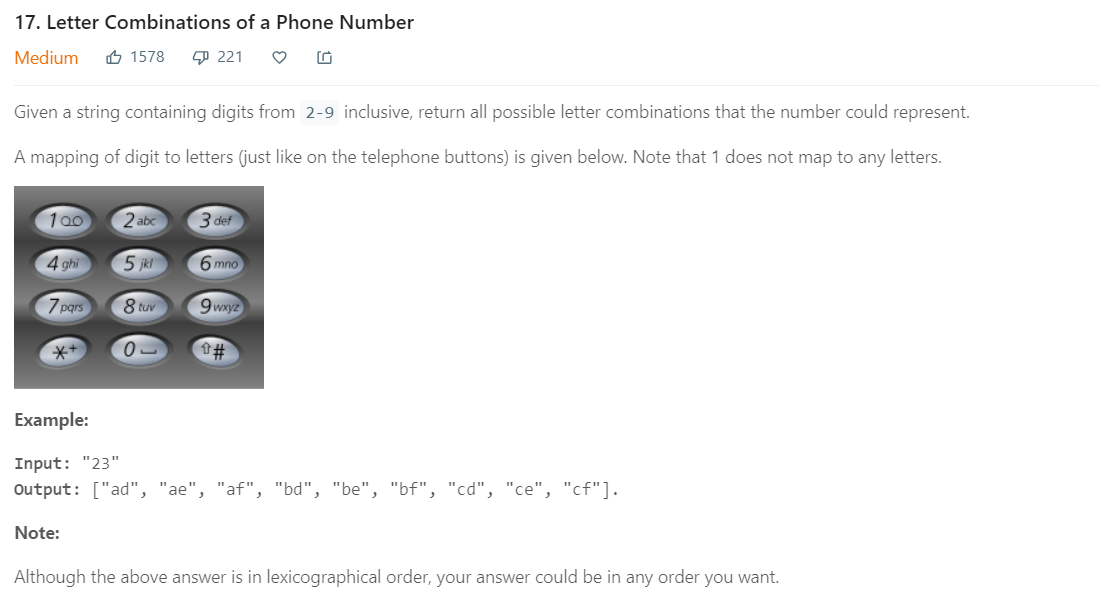 17. Letter Combinations of a Phone Number
Medium 1578 221
Given a string containing digits from 2-9 inclusive, return all possible letter combinations that the number could represent.
A mapping of digit to letters (just like on the telephone buttons) is given below. Note that 1 does not map to any letters.
1 2 abc 3 def
4 ghi 5 jkl 6 mno
7 pqrs 8 tuv 9 wxyz
*+ 0 #
Example:
Input: "23"
Output: ["ad", "ae", "af", "bd", "be", "bf", "cd", "ce", "cf"].
Note:
Although the above answer is in lexicographical order, your answer could be in any order you want.